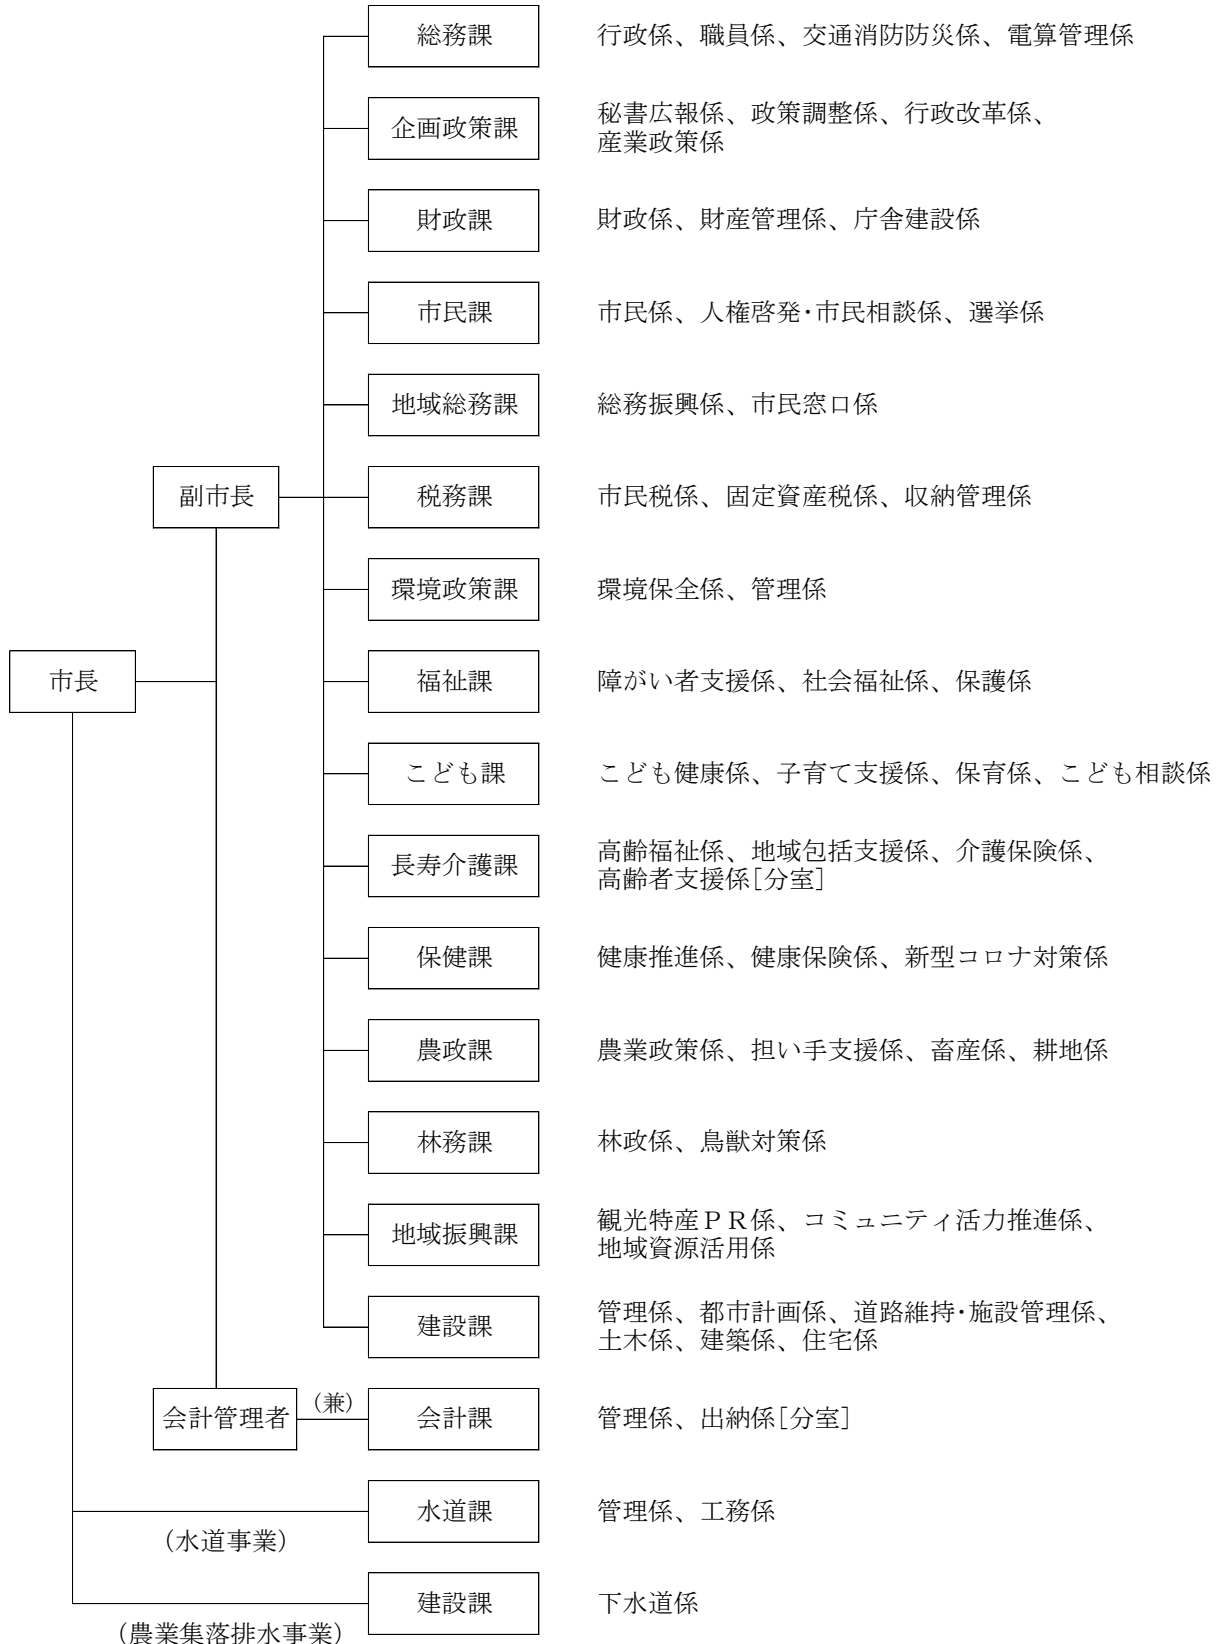 総務課 行政係、職員係、交通消防防災係、電算管理係
企画政策課 秘書広報係、政策調整係、行政改革係、
産業政策係
財政課 財政係、財産管理係、庁舎建設係
市民課 市民係、人権啓発・市民相談係、選挙係
地域総務課 総務振興係、市民窓口係
副市長 税務課 市民税係、固定資産税係、収納管理係
環境政策課 環境保全係、管理係
市長 福祉課 障がい者支援係、社会福祉係、保護係
こども課 こども健康係、子育て支援係、保育係、こども相談係
長寿介護課 高齢福祉係、地域包括支援係、介護保険係、
高齢者支援係[分室]
保健課 健康推進係、健康保険係、新型コロナ対策係
農政課 農業政策係、担い手支援係、畜産係、耕地係
林務課 林政係、鳥獣対策係
地域振興課 観光特産ＰＲ係、コミュニティ活力推進係、
地域資源活用係
建設課 管理係、都市計画係、道路維持・施設管理係、
土木係、建築係、住宅係
会計管理者 (兼) 会計課 管理係、出納係[分室]
水道課 管理係、工務係
(水道事業)
建設課 下水道係
(農業集落排水事業)